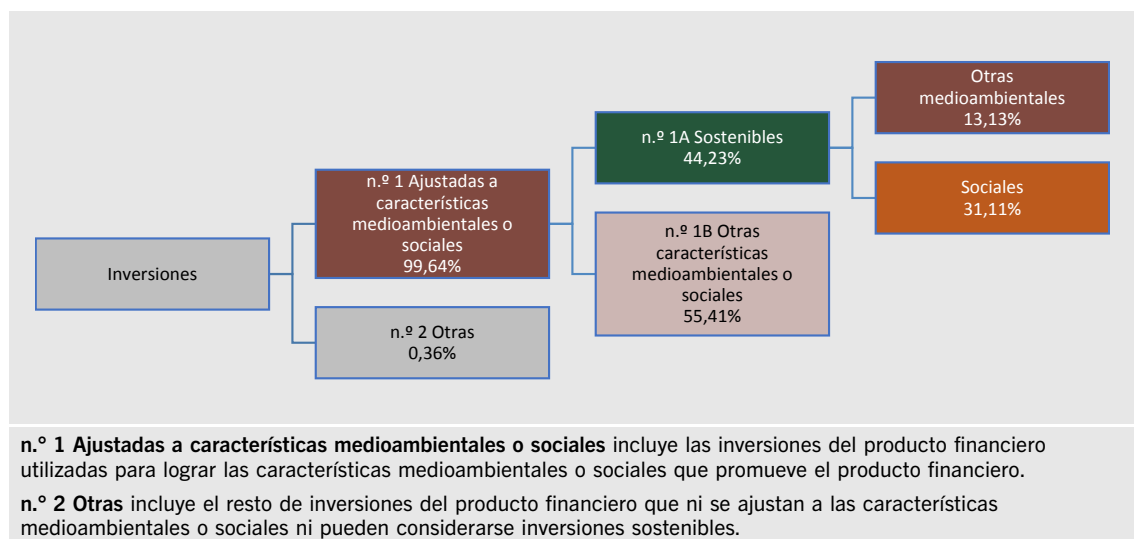 Inversiones
n.º 1 Ajustadas a
características
medioambientales o
sociales
99,64%
n.º 2 Otras
0,36%
n.º 1A Sostenibles
44,23%
n.º 1B Otras
características
medioambientales o
sociales
55,41%
Otras
medioambientales
13,13%
Sociales
31,11%
n.° 1 Ajustadas a características medioambientales o sociales incluye las inversiones del producto financiero
utilizadas para lograr las características medioambientales o sociales que promueve el producto financiero.
n.° 2 Otras incluye el resto de inversiones del producto financiero que ni se ajustan a las características
medioambientales o sociales ni pueden considerarse inversiones sostenibles.